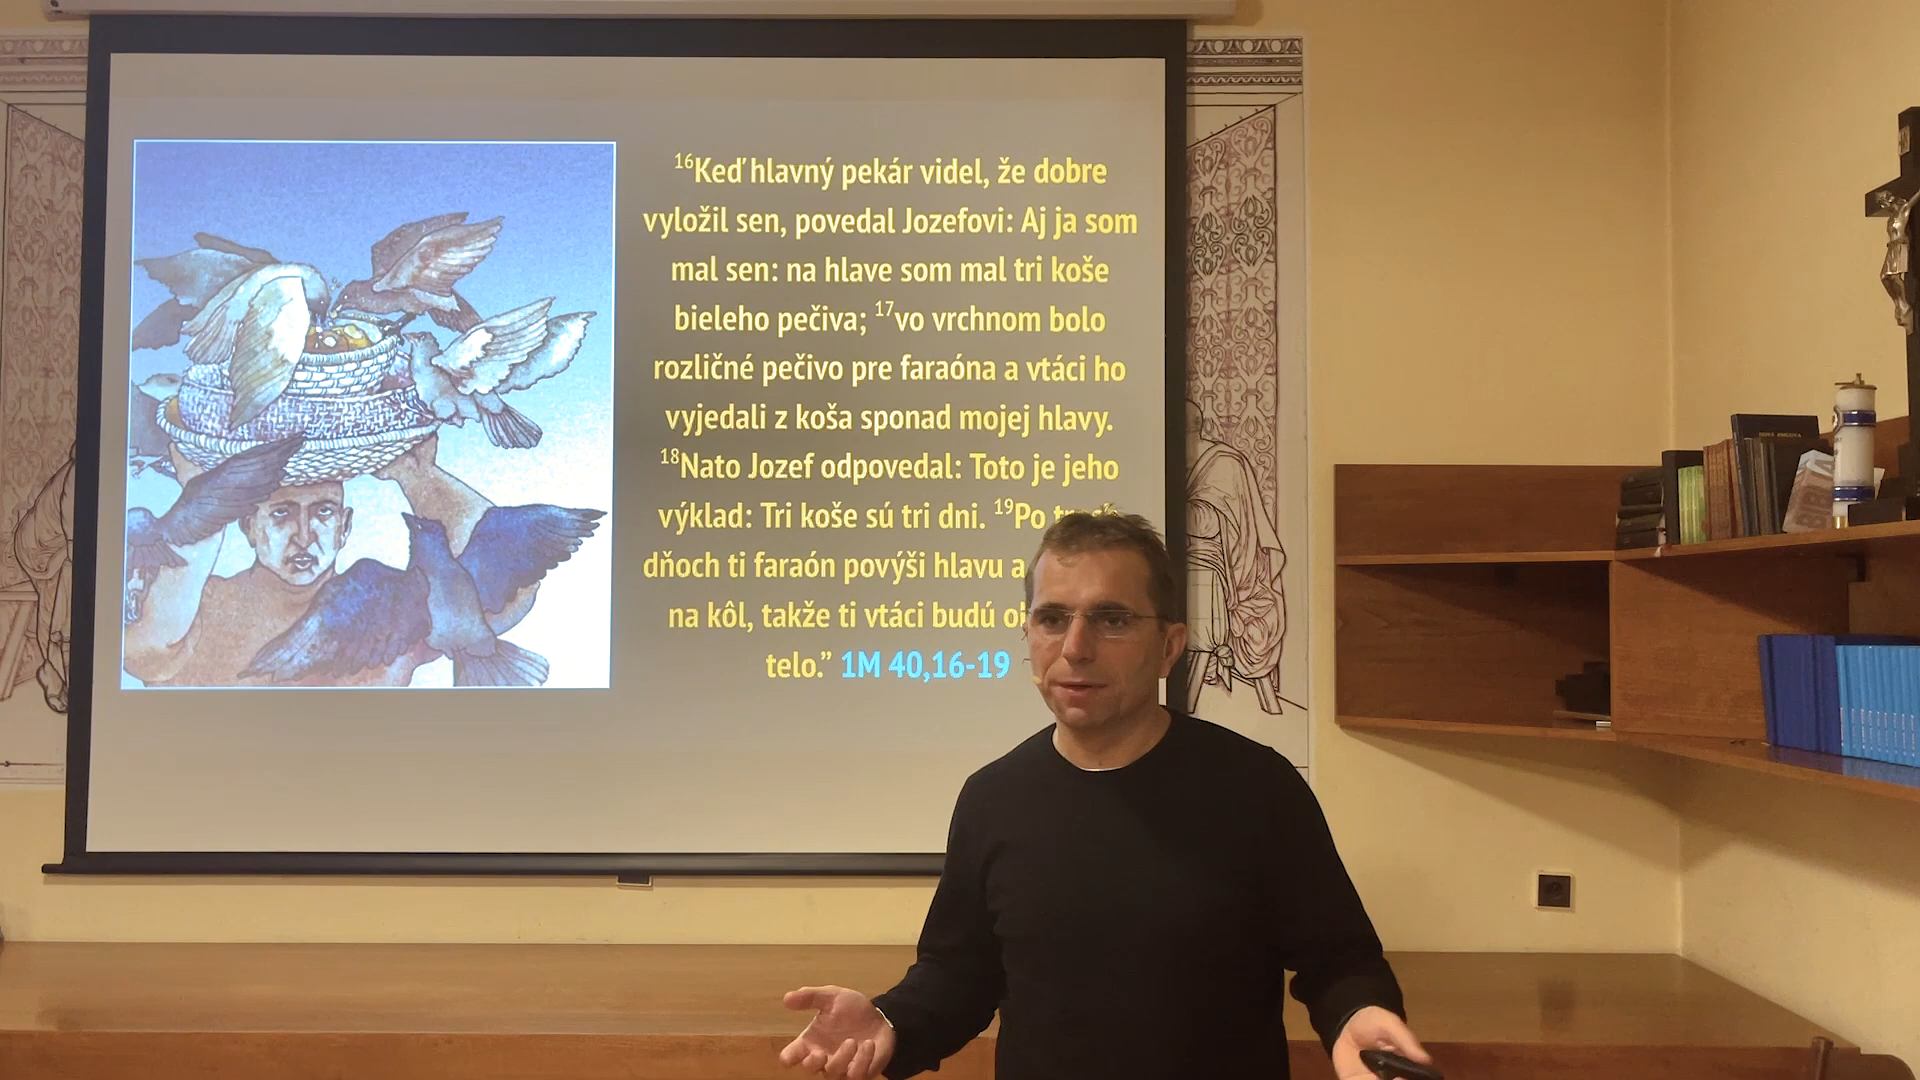 ¹⁶Keď hlavný pekár videl, že dobre
vyložil sen, povedal Jozefovi: Aj ja som
mal sen: na hlave som mal tri koše
bieleho pečiva; ¹⁷vo vrchnom bolo
rozličné pečivo pre faraóna a vtáci ho
vyjedali z koša sponad mojej hlavy.
¹⁸Nato Jozef odpovedal: Toto je jeho
výklad: Tri koše sú tri dni. ¹⁹Po
dňoch ti faraón povýši hlavu a
na kôl, takže ti vtáci budú
telo.” 1M 40,16-19
BIBLIA